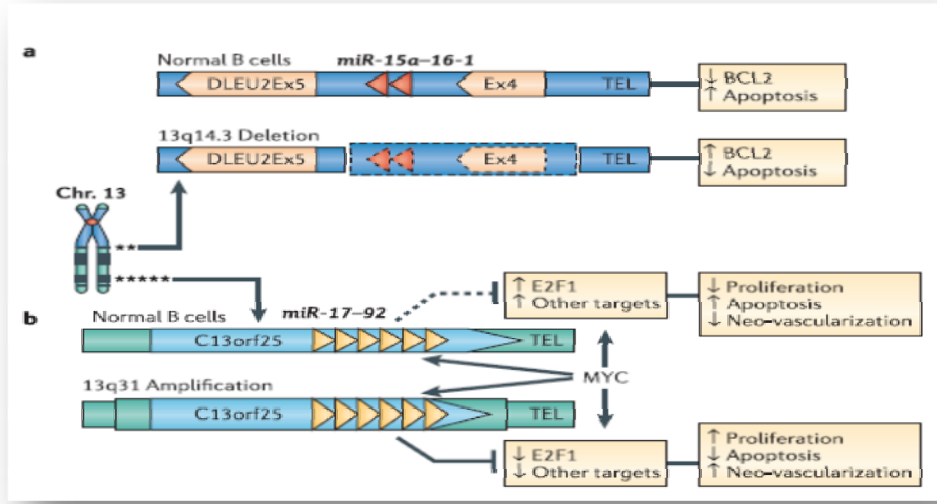 a
Normal B cells
miR-15a-16-1
DLEU2Ex5
Ex4
TEL
↓ BCL2
↑ Apoptosis
13q14.3 Deletion
DLEU2Ex5
Ex4
TEL
↑ BCL2
↓ Apoptosis
Chr. 13
**
*****
b
Normal B cells
miR-17-92
C13orf25
TEL
↑ E2F1
↑ Other targets
↓ Proliferation
↑ Apoptosis
↓ Neo-vascularization
MYC
13q31 Amplification
C13orf25
TEL
↓ E2F1
↓ Other targets
↑ Proliferation
↓ Apoptosis
↑ Neo-vascularization